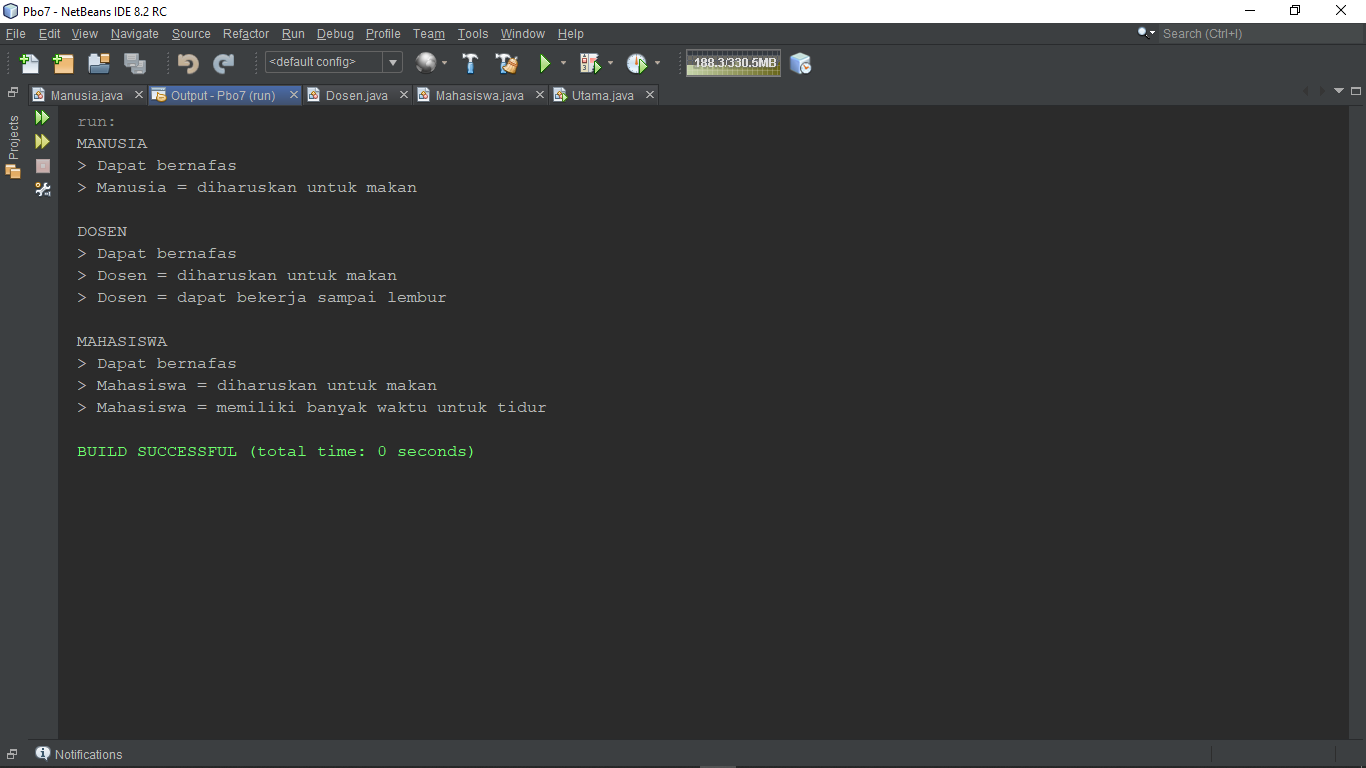 Pbo7 - NetBeans IDE 8.2 RC
File Edit View Navigate Source Refactor Run Debug Profile Team Tools Window Help
Search (Ctrl+I)
<default config>
188.3/330.5MB
Manusia.java
Output - Pbo7 (run)
Dosen.java
Mahasiswa.java
Utama.java
Projects
run:
MANUSIA
> Dapat bernafas
> Manusia = diharuskan untuk makan
DOSEN
> Dapat bernafas
> Dosen = diharuskan untuk makan
> Dosen = dapat bekerja sampai lembur
MAHASISWA
> Dapat bernafas
> Mahasiswa = diharuskan untuk makan
> Mahasiswa = memiliki banyak waktu untuk tidur
BUILD SUCCESSFUL (total time: 0 seconds)
Notifications